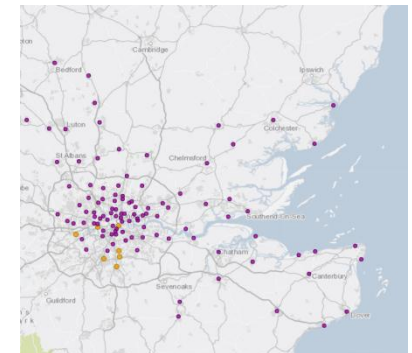 Cambridge
Bedford
Ipswich
Luton
Colchester
St Albans
Chelmsford
Southend-On-Sea
Chatham
Canterbury
Sevenoaks
Guildford
Dover